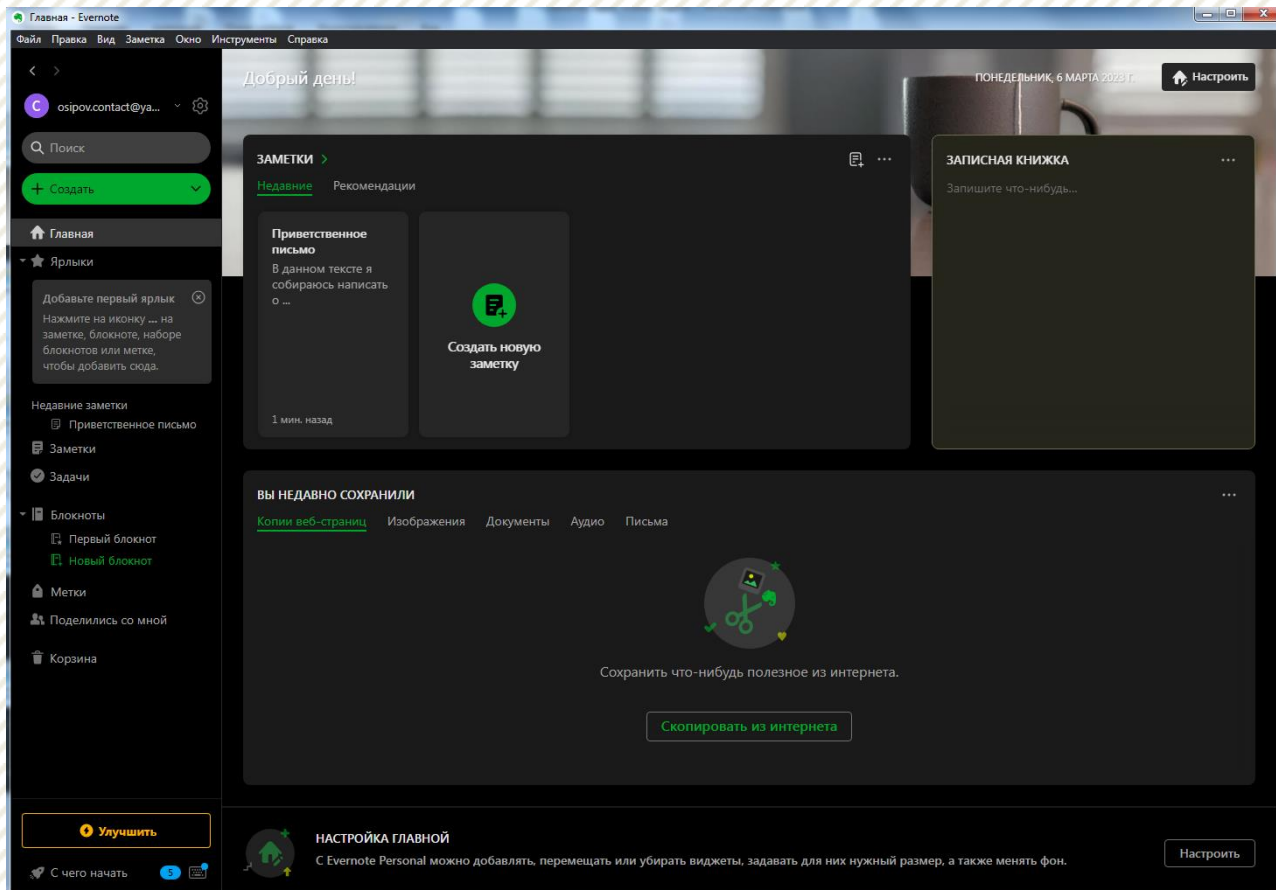 Главная - Evernote
Файл Правка Вид Заметка Окно Инструменты Справка
C osipov.contact@ya...
Поиск
Создать
Главная
Ярлыки
Добавьте первый ярлык
Нажмите на иконку ... на
заметке, блокноте, наборе
блокнотов или метке,
чтобы добавить сюда.
Недавние заметки
Приветственное письмо
Заметки
Задачи
Блокноты
Первый блокнот
Новый блокнот
Метки
Поделились со мной
Корзина
Улучшить
С чего начать 5
Добрый день!
ПОНЕДЕЛЬНИК, 6 МАРТА 2023 Г.
Настроить
ЗАМЕТКИ
Недавние Рекомендации
Приветственное
письмо
В данном тексте я
собираюсь написать
о ...
1 мин. назад
Создать новую
заметку
ЗАПИСНАЯ КНИЖКА
Запишите что-нибудь...
ВЫ НЕДАВНО СОХРАНИЛИ
Копии веб-страниц Изображения Документы Аудио Письма
Сохранить что-нибудь полезное из интернета.
Скопировать из интернета
НАСТРОЙКА ГЛАВНОЙ
С Evernote Personal можно добавлять, перемещать или убирать виджеты, задавать для них нужный размер, а также менять фон.
Настроить